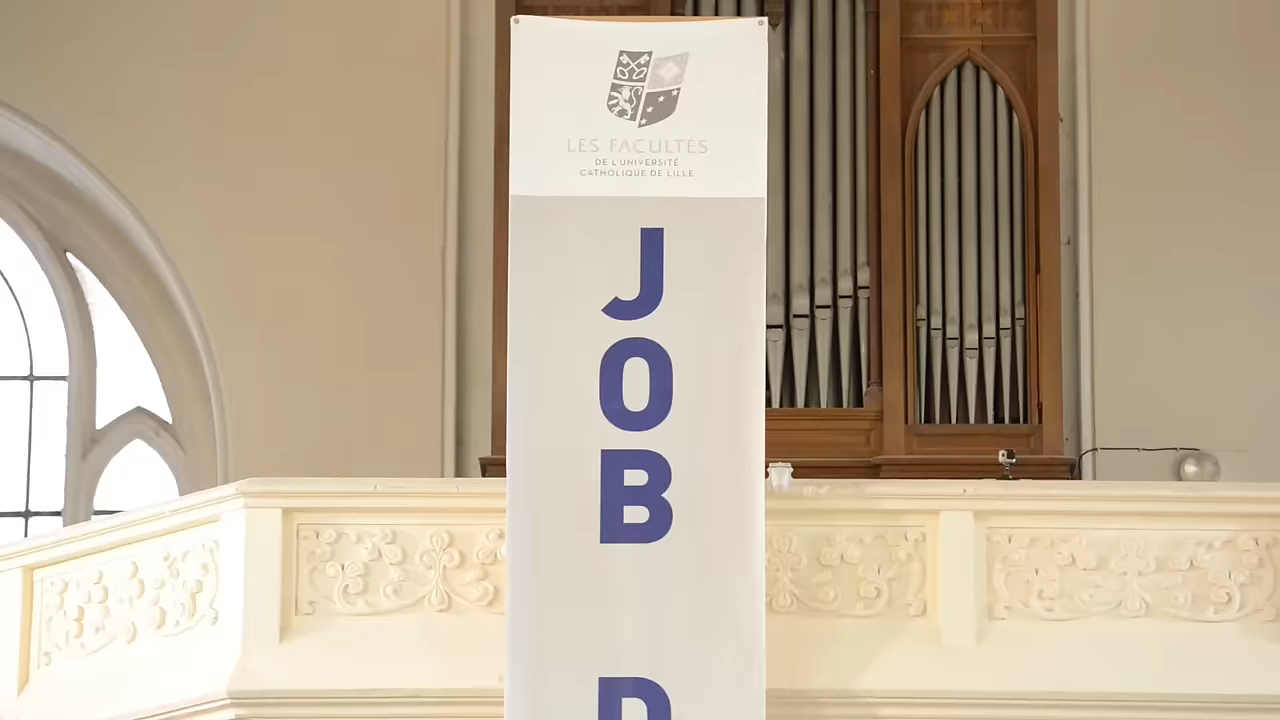 LES FACULTÉS
DE L'UNIVERSITÉ
CATHOLIQUE DE LILLE
J
O
B